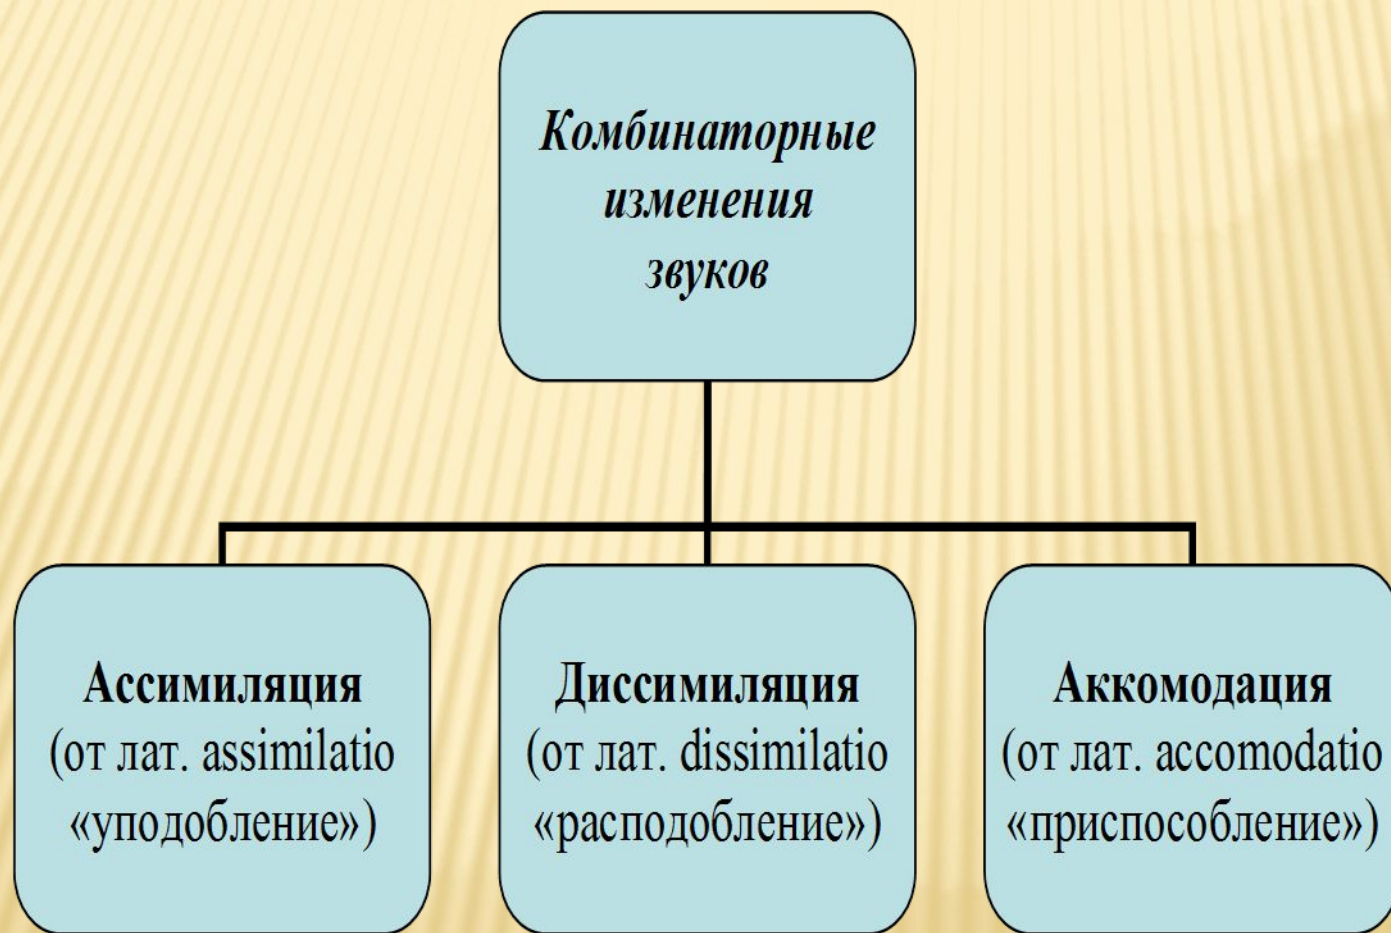 Комбинаторные
изменения
звуков
Ассимиляция
(от лат. assimilatio
«уподобление»)
Диссимиляция
(от лат. dissimilatio
«расподобление»)
Аккомодация
(от лат. accomodatio
«приспособление»)